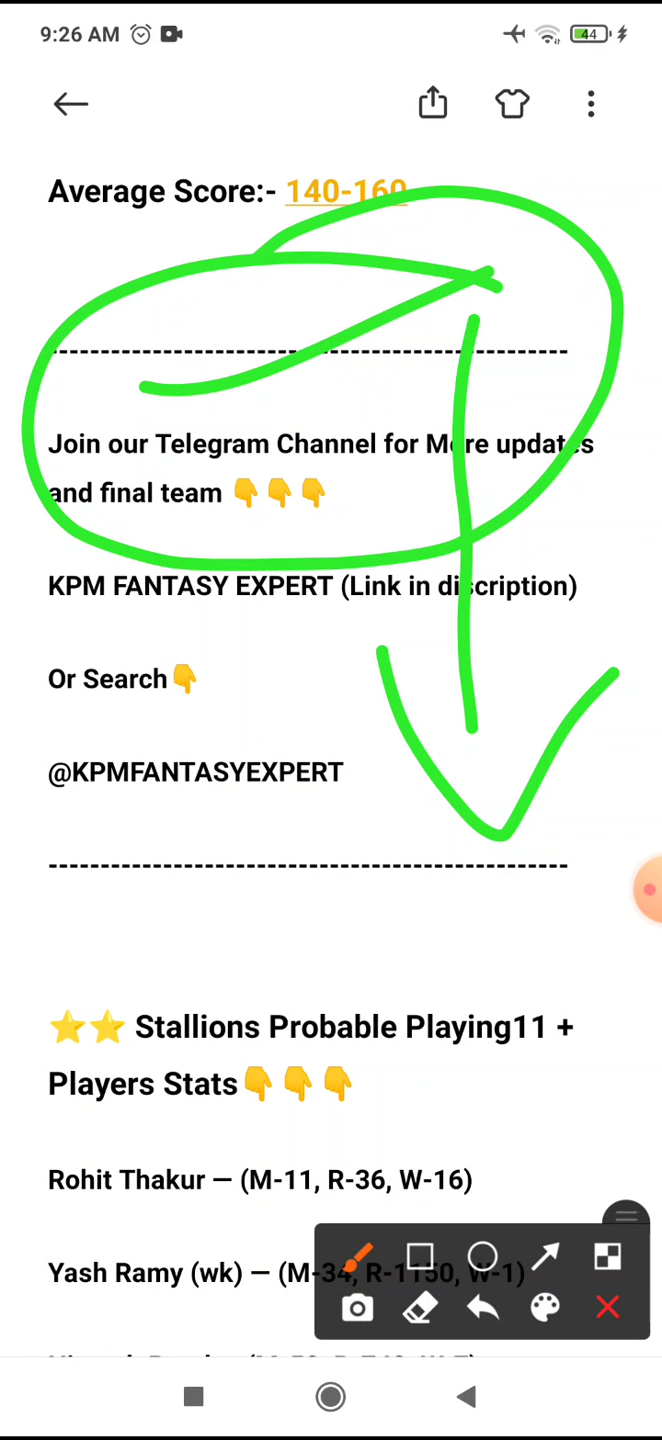 9:26 AM
44
Average Score:- 140-160
--------------------------------------------------
Join our Telegram Channel for More updates
and final team 👇👇👇
KPM FANTASY EXPERT (Link in discription)
Or Search👇
@KPMFANTASYEXPERT
--------------------------------------------------
⭐⭐ Stallions Probable Playing11 +
Players Stats👇👇👇
Rohit Thakur — (M-11, R-36, W-16)
Yash Ramy (wk) — (M-34, R-1150, W-1)